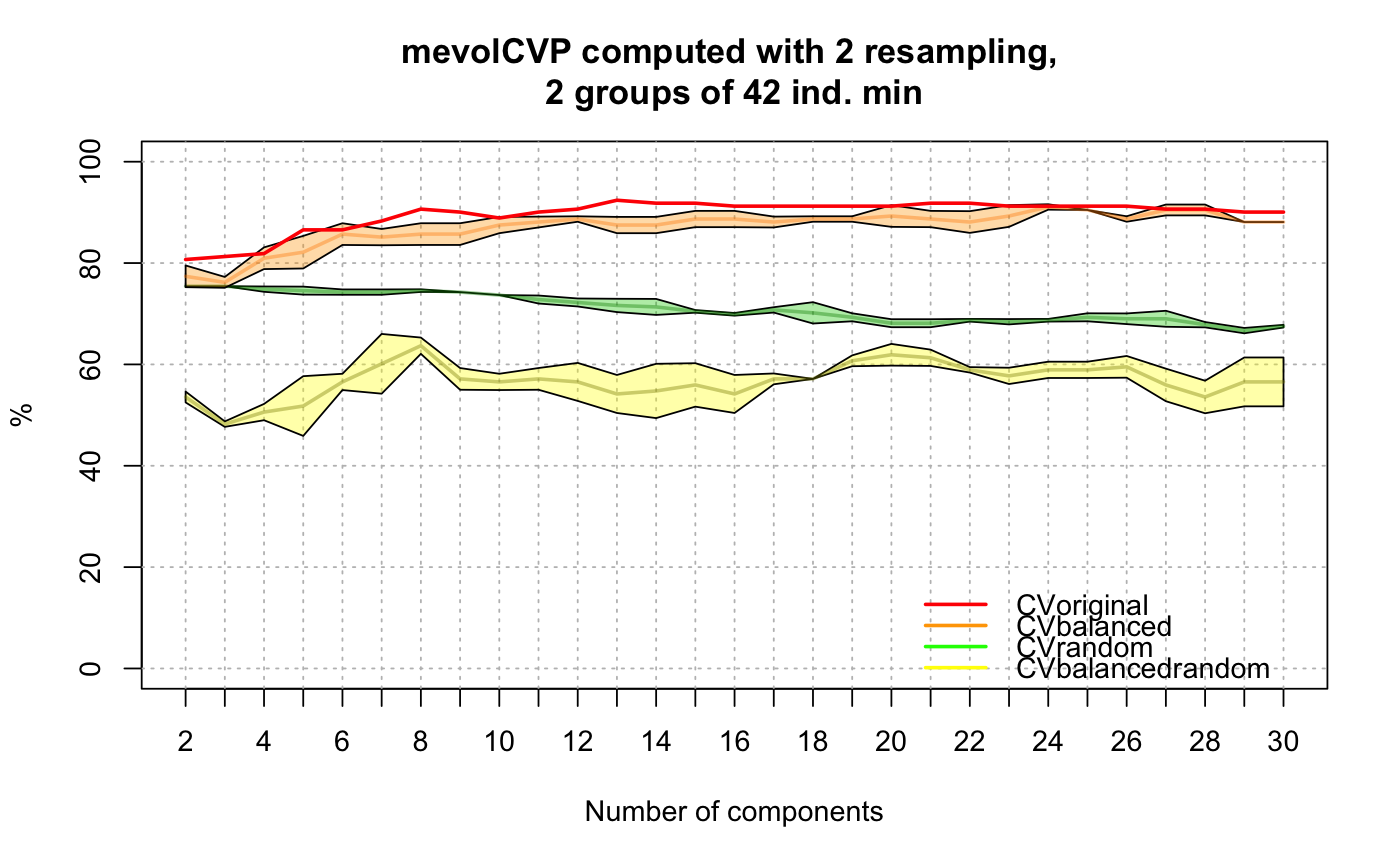 mevolCVP computed with 2 resampling,
2 groups of 42 ind. min
100
80
60
40
20
0
%
CVoriginal
CVbalanced
CVrandom
CVbalancedrandom
2 4 6 8 10 12 14 16 18 20 22 24 26 28 30
Number of components